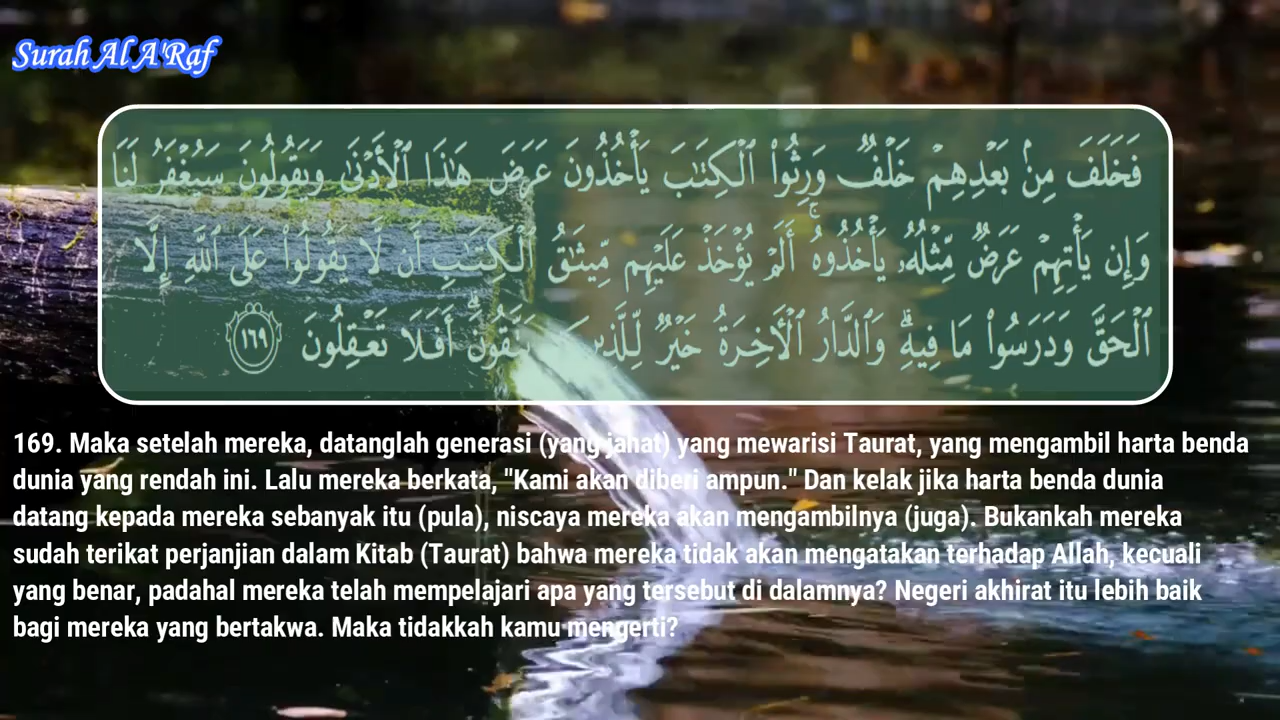 Surah Al A'Raf
فَخَلَفَ مِنۢ بَعْدِهِمْ خَلْفٌ وَرِثُوا۟ ٱلْكِتَٰبَ يَأْخُذُونَ عَرَضَ هَٰذَا ٱلْأَدْنَىٰ وَيَقُولُونَ سَيُغْفَرُ لَنَا
وَإِن يَأْتِهِمْ عَرَضٌ مِّثْلُهُۥ يَأْخُذُوهُ ۚ أَلَمْ يُؤْخَذْ عَلَيْهِم مِّيثَٰقُ ٱلْكِتَٰبِ أَن لَّا يَقُولُوا۟ عَلَى ٱللَّهِ إِلَّا
ٱلْحَقَّ وَدَرَسُوا۟ مَا فِيهِ ۗ وَٱلدَّارُ ٱلْءَاخِرَةُ خَيْرٌ لِّلَّذِينَ يَتَّقُونَ ۗ أَفَلَا تَعْقِلُونَ ١٦٩
169. Maka setelah mereka, datanglah generasi (yang jahat) yang mewarisi Taurat, yang mengambil harta benda
dunia yang rendah ini. Lalu mereka berkata, "Kami akan diberi ampun." Dan kelak jika harta benda dunia
datang kepada mereka sebanyak itu (pula), niscaya mereka akan mengambilnya (juga). Bukankah mereka
sudah terikat perjanjian dalam Kitab (Taurat) bahwa mereka tidak akan mengatakan terhadap Allah, kecuali
yang benar, padahal mereka telah mempelajari apa yang tersebut di dalamnya? Negeri akhirat itu lebih baik
bagi mereka yang bertakwa. Maka tidakkah kamu mengerti?